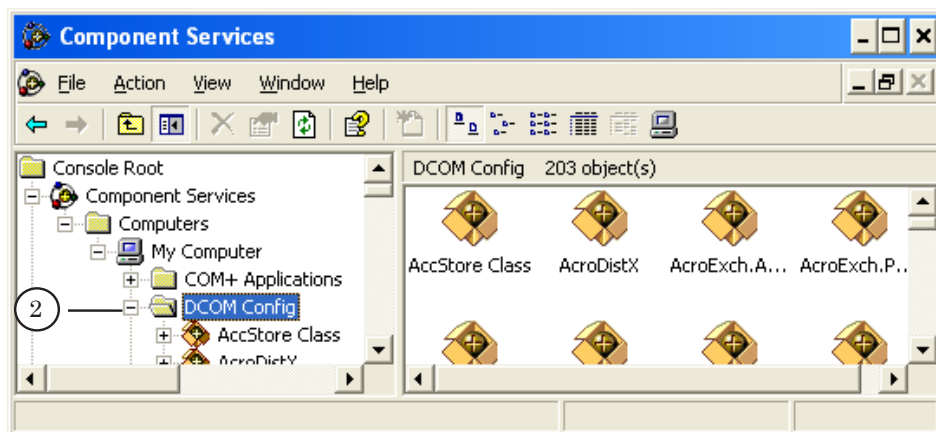 Component Services
File Action View Window Help
Console Root
Component Services
Computers
My Computer
COM+ Applications
DCOM Config
AccStore Class
AcroDistX
2
DCOM Config 203 object(s)
AccStore Class AcroDistX AcroExch.A... AcroExch.P..